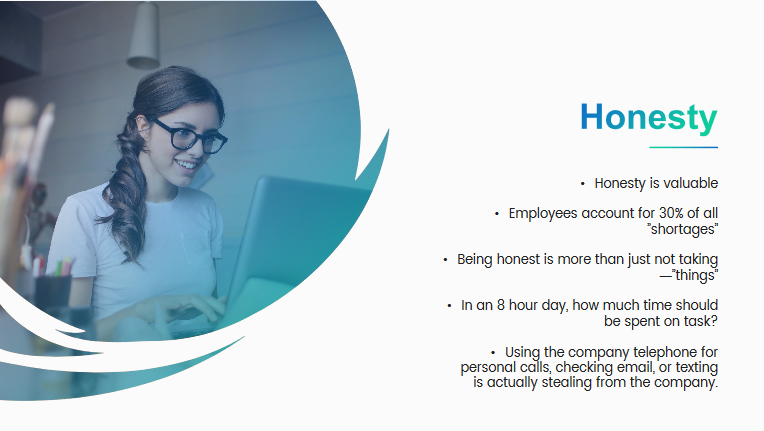 Honesty
• Honesty is valuable
• Employees account for 30% of all
"shortages"
• Being honest is more than just not taking
—"things"
• In an 8 hour day, how much time should
be spent on task?
• Using the company telephone for
personal calls, checking email, or texting
is actually stealing from the company.